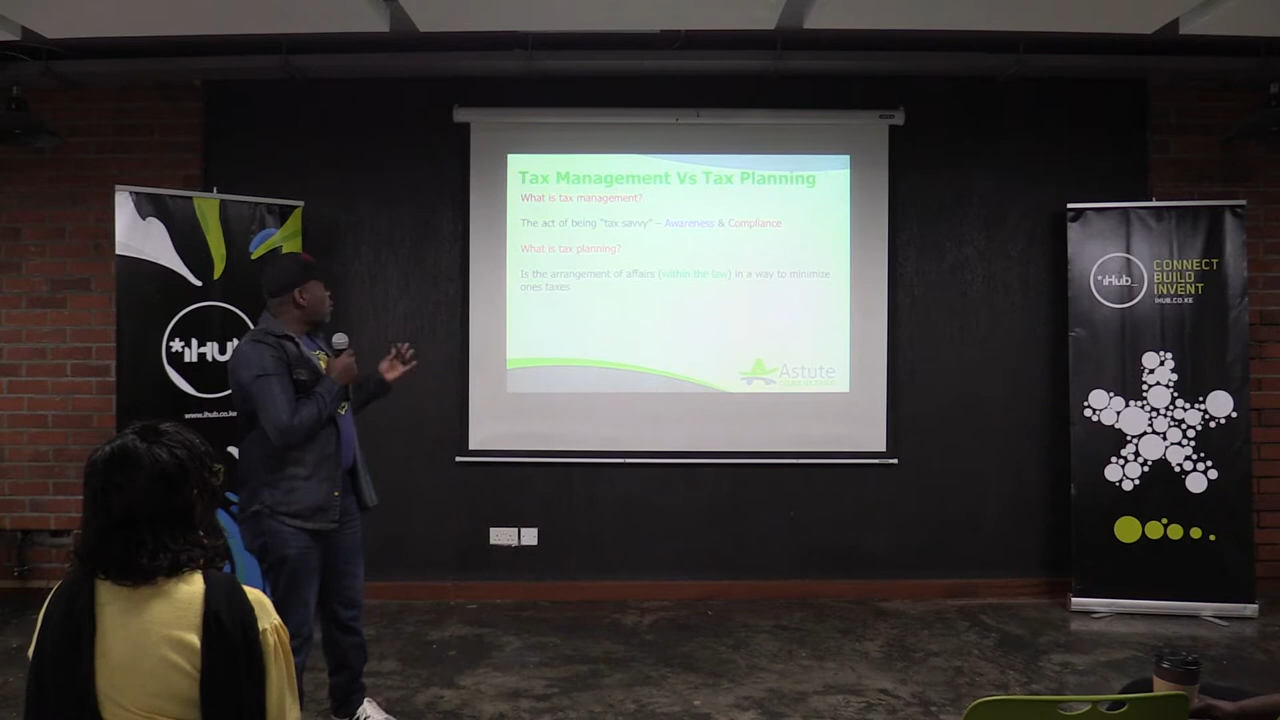 Tax Management Vs Tax Planning
What is tax management?
The act of being "tax savvy" – Awareness & Compliance
What is tax planning?
Is the arrangement of affairs (within the law) in a way to minimize
ones taxes
Astute
*iHub
www.ihub.co.ke
*iHub_
CONNECT
BUILD
INVENT
IHUB.CO.KE